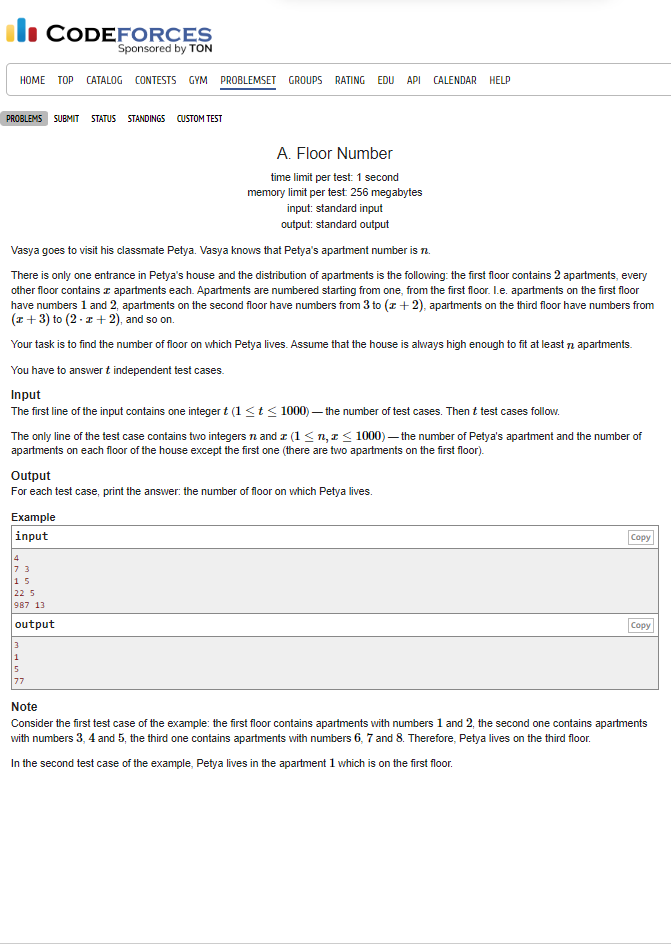 CODEFORCES
Sponsored by TON
HOME TOP CATALOG CONTESTS GYM PROBLEMSET GROUPS RATING EDU API CALENDAR HELP
PROBLEMS SUBMIT STATUS STANDINGS CUSTOM TEST
A. Floor Number
time limit per test: 1 second
memory limit per test: 256 megabytes
input: standard input
output: standard output
Vasya goes to visit his classmate Petya. Vasya knows that Petya's apartment number is n.
There is only one entrance in Petya's house and the distribution of apartments is the following: the first floor contains 2 apartments, every
other floor contains x apartments each. Apartments are numbered starting from one, from the first floor. I.e. apartments on the first floor
have numbers 1 and 2, apartments on the second floor have numbers from 3 to (x + 2), apartments on the third floor have numbers from
(x + 3) to (2 · x + 2), and so on.
Your task is to find the number of floor on which Petya lives. Assume that the house is always high enough to fit at least n apartments.
You have to answer t independent test cases.
Input
The first line of the input contains one integer t (1 ≤ t ≤ 1000) — the number of test cases. Then t test cases follow.
The only line of the test case contains two integers n and x (1 ≤ n, x ≤ 1000) — the number of Petya's apartment and the number of
apartments on each floor of the house except the first one (there are two apartments on the first floor).
Output
For each test case, print the answer: the number of floor on which Petya lives.
Example
input Copy
4
7 3
1 5
22 5
987 13
output Copy
3
1
5
77
Note
Consider the first test case of the example: the first floor contains apartments with numbers 1 and 2, the second one contains apartments
with numbers 3, 4 and 5, the third one contains apartments with numbers 6, 7 and 8. Therefore, Petya lives on the third floor.
In the second test case of the example, Petya lives in the apartment 1 which is on the first floor.